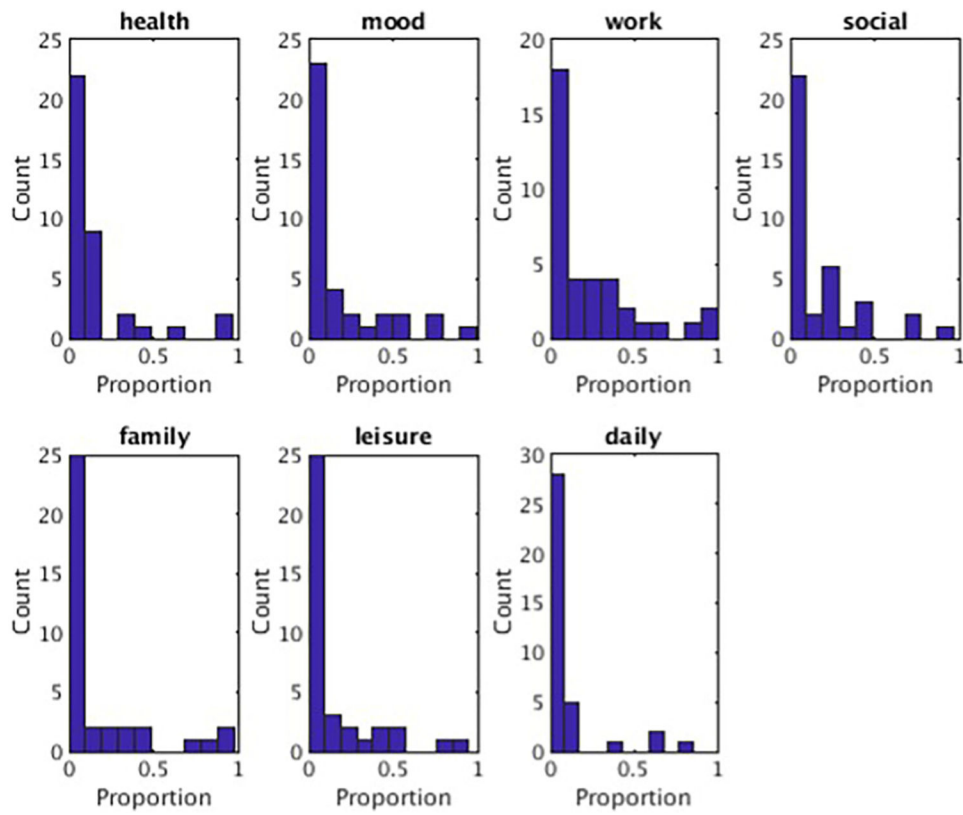 health mood work social
25 25 20 25
20 20 15 20
15 15 10 15
10 10 5 10
5 5 0 5
0 0 0
Count Count Count Count
0 0.5 1 0 0.5 1 0 0.5 1 0 0.5 1
Proportion Proportion Proportion Proportion
family leisure daily
25 25 30
20 20 25
15 15 20
10 10 15
5 5 10
0 0 5
0
Count Count Count
0 0.5 1 0 0.5 1 0 0.5 1
Proportion Proportion Proportion